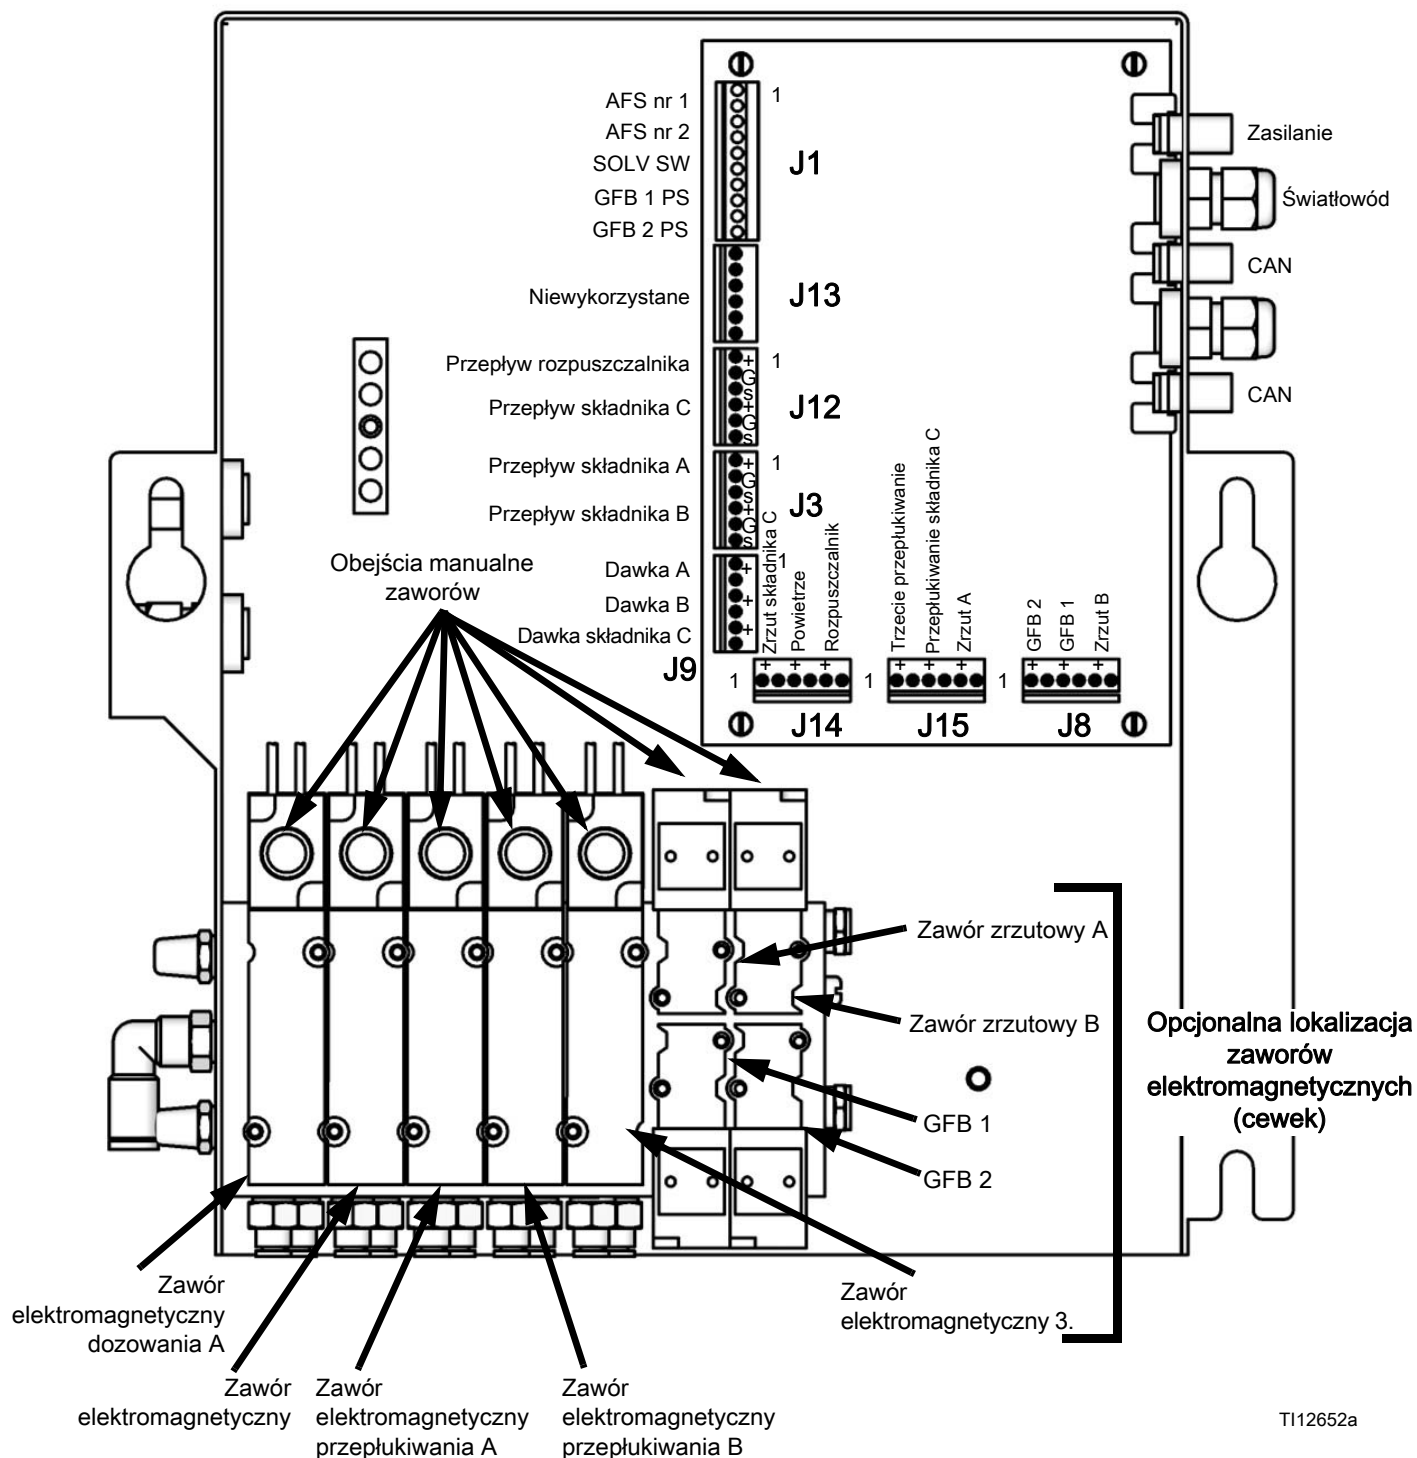 AFS nr 1
1
AFS nr 2
SOLV SW
J1
GFB 1 PS
GFB 2 PS
Zasilanie
Światłowód
CAN
CAN
Niewykorzystane
J13
Przepływ rozpuszczalnika
+ 1
G
s
Przepływ składnika C
+
G
s
J12
Przepływ składnika A
+ 1
G
s
Przepływ składnika B
+
G
s
J3
Obejścia manualne
zaworów
Dawka A
+ 1
Dawka B
+
Dawka składnika C
+
J9
Zrzut składnika C
Powietrze
Rozpuszczalnik
+ + +
1
J14
Trzecie przepłukiwanie
Przepłukiwanie składnika C
Zrzut A
+ + +
1
J15
GFB 2
GFB 1
Zrzut B
+ + +
1
J8
Zawór zrzutowy A
Zawór zrzutowy B
GFB 1
GFB 2
Opcjonalna lokalizacja
zaworów
elektromagnetycznych
(cewek)
Zawór
elektromagnetyczny
dozowania A
Zawór
elektromagnetyczny
Zawór
elektromagnetyczny
przepłukiwania A
Zawór
elektromagnetyczny
przepłukiwania B
Zawór
elektromagnetyczny 3.
TI12652a